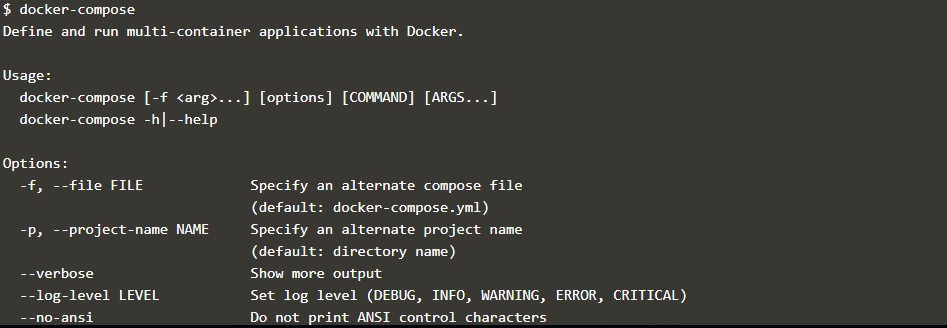 $ docker-compose
Define and run multi-container applications with Docker.
Usage:
docker-compose [-f <arg>...] [options] [COMMAND] [ARGS...]
docker-compose -h|--help
Options:
-f, --file FILE Specify an alternate compose file
(default: docker-compose.yml)
-p, --project-name NAME Specify an alternate project name
(default: directory name)
--verbose Show more output
--log-level LEVEL Set log level (DEBUG, INFO, WARNING, ERROR, CRITICAL)
--no-ansi Do not print ANSI control characters